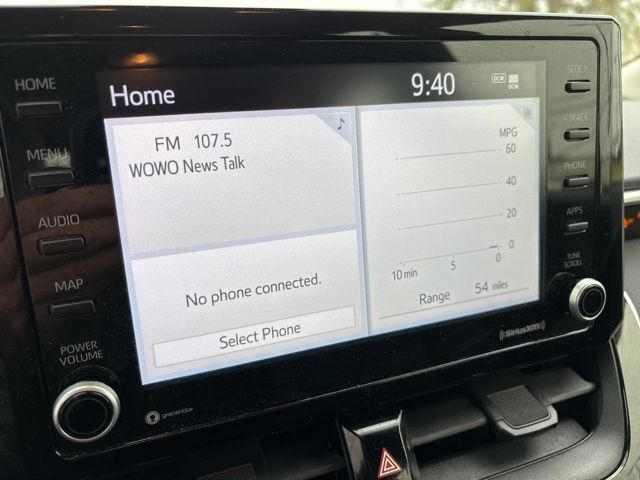 Home 9:40 DCM DCM
FM 107.5
WOWO News Talk
No phone connected.
Select Phone
MPG
60
40
20
0
10 min 5 0
Range 54 miles
HOME
MENU
AUDIO
MAP
POWER
VOLUME
gracenote
SEEK >
< TRACK
PHONE
APPS
TUNE
SCROLL
SiriusXM